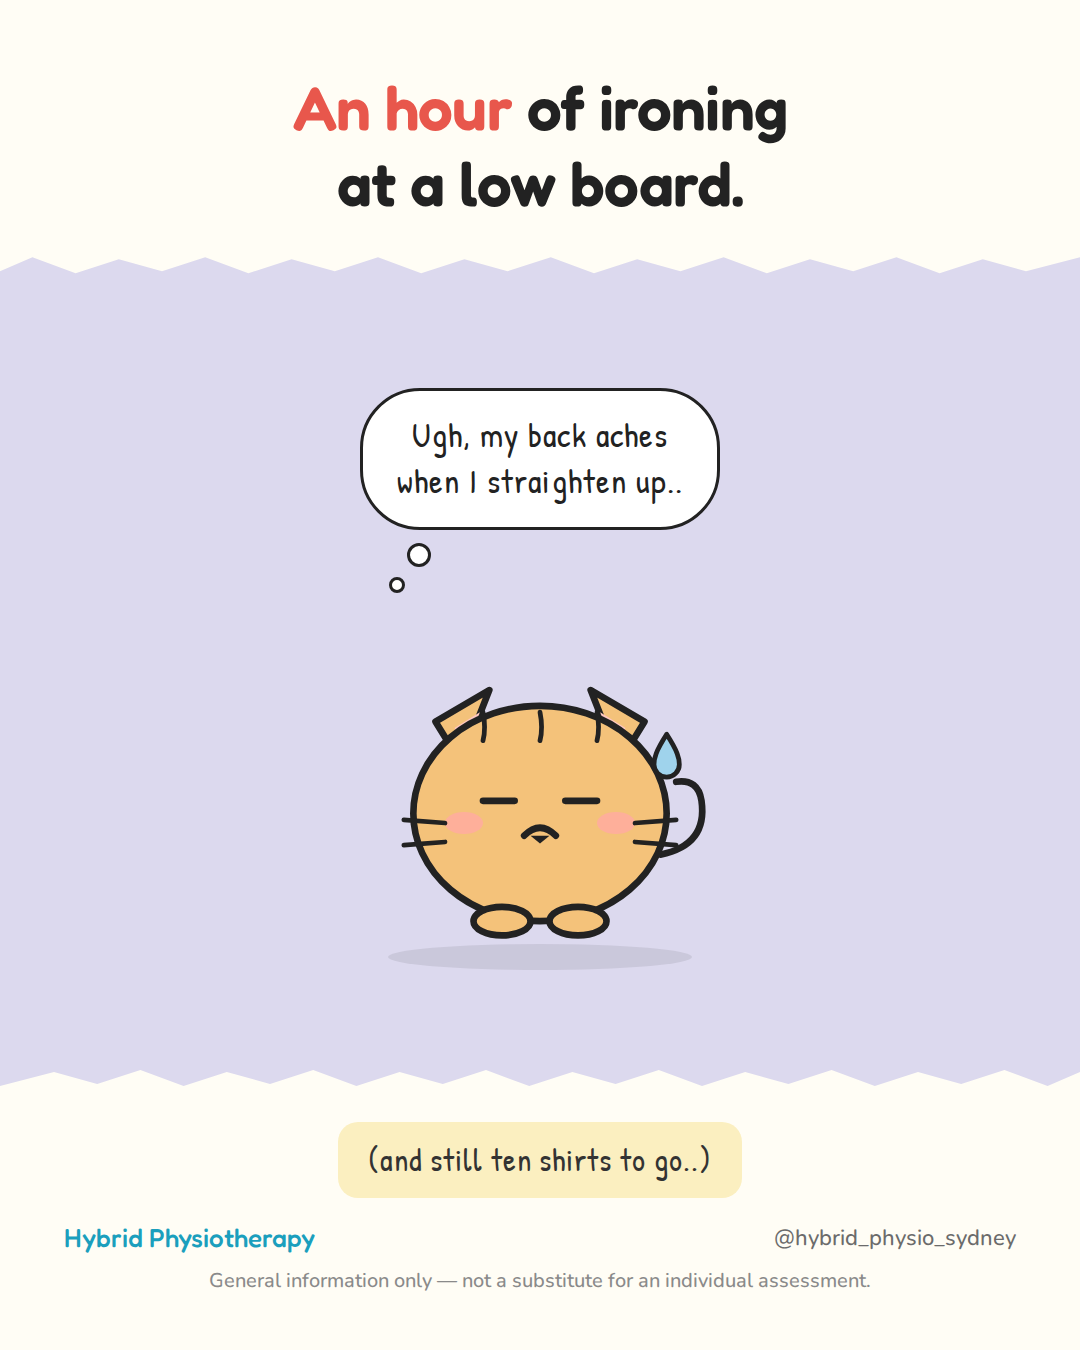 An hour of ironing
at a low board.
Ugh, my back aches
when I straighten up..
(and still ten shirts to go..)
Hybrid Physiotherapy
@hybrid_physio_sydney
General information only — not a substitute for an individual assessment.